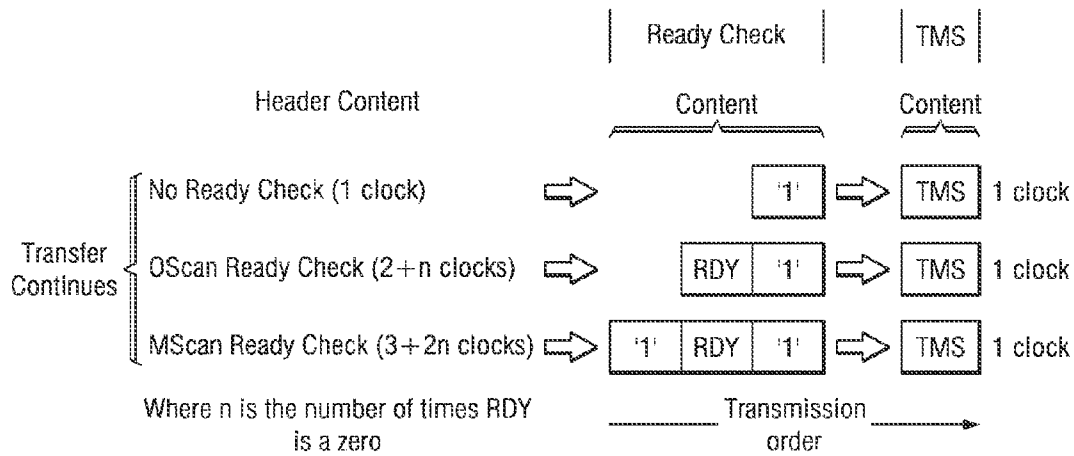 Ready Check TMS
Header Content Content Content
No Ready Check (1 clock) '1' TMS 1 clock
Transfer Continues
OScan Ready Check (2+n clocks) RDY '1' TMS 1 clock
MScan Ready Check (3+2n clocks) '1' RDY '1' TMS 1 clock
Where n is the number of times RDY
is a zero
Transmission
order